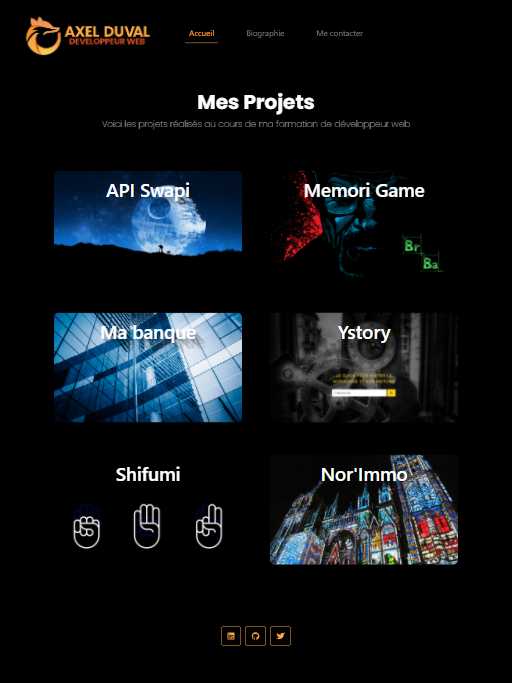 AXEL DUVAL
DEVELOPPEUR WEB
Accueil
Biographie
Me contacter
Mes Projets
Voici les projets réalisés au cours de ma formation de développeur web
API Swapi
Memori Game
Br
Ba
Ma banque
Ystory
Shifumi
Nor'Immo